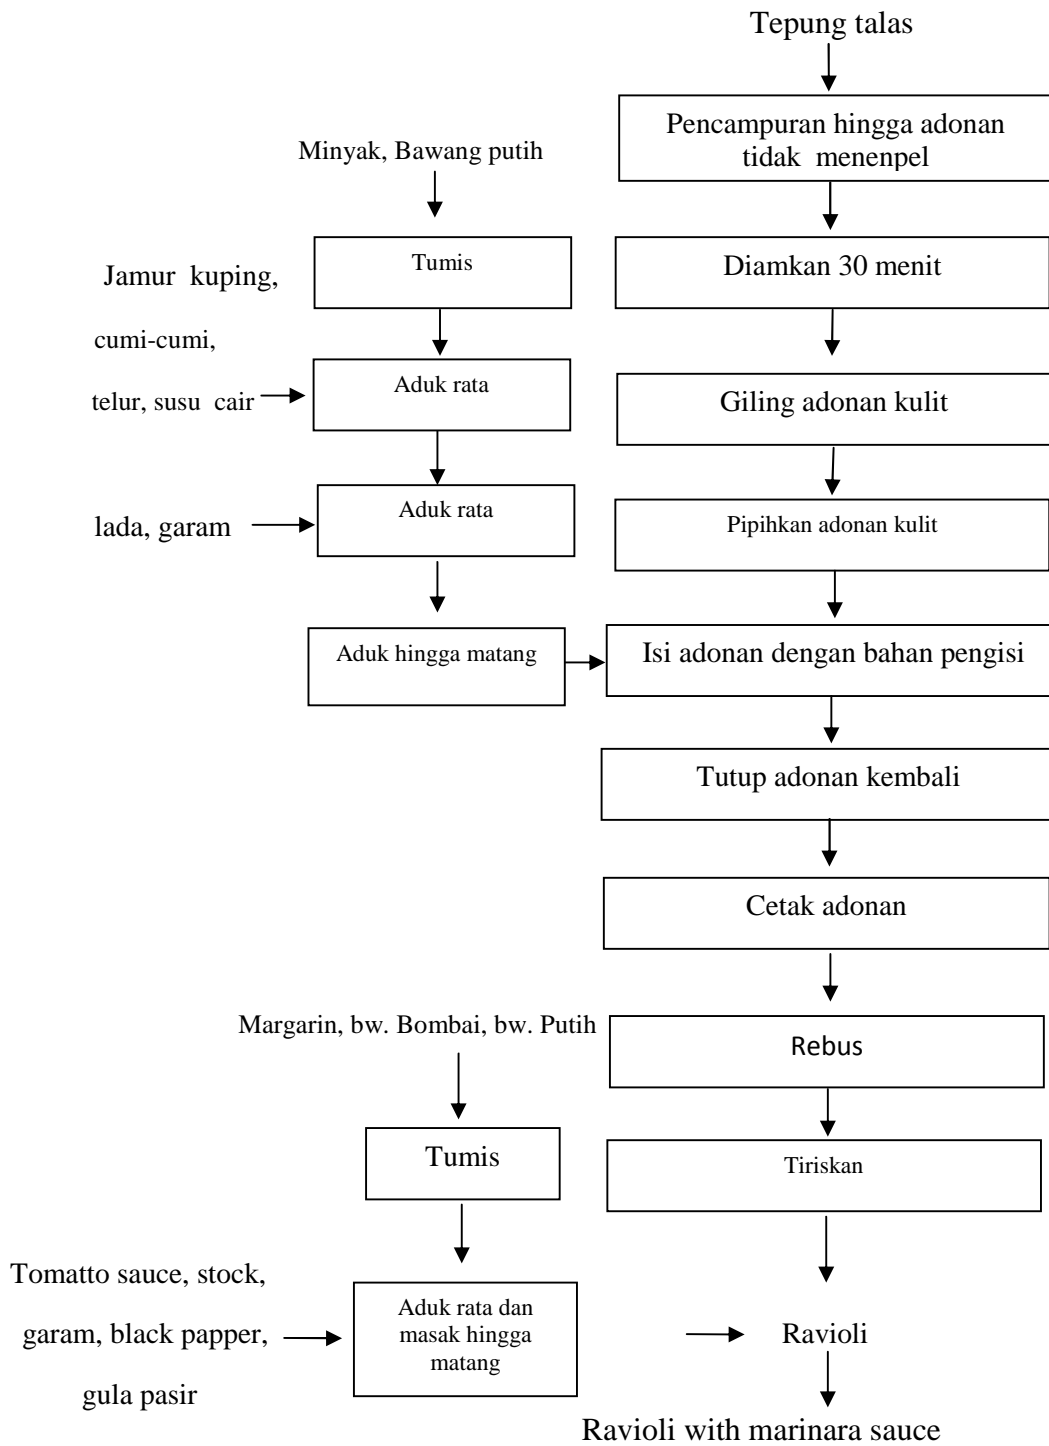 Tepung talas
Pencampuran hingga adonan
tidak menenpel
Minyak, Bawang putih
Tumis
Diamkan 30 menit
Jamur kuping,
cumi-cumi,
telur, susu cair
Aduk rata
Giling adonan kulit
lada, garam
Aduk rata
Pipihkan adonan kulit
Aduk hingga matang
Isi adonan dengan bahan pengisi
Tutup adonan kembali
Cetak adonan
Margarin, bw. Bombai, bw. Putih
Rebus
Tumis
Tiriskan
Tomatto sauce, stock,
garam, black papper,
gula pasir
Aduk rata dan
masak hingga
matang
Ravioli
Ravioli with marinara sauce